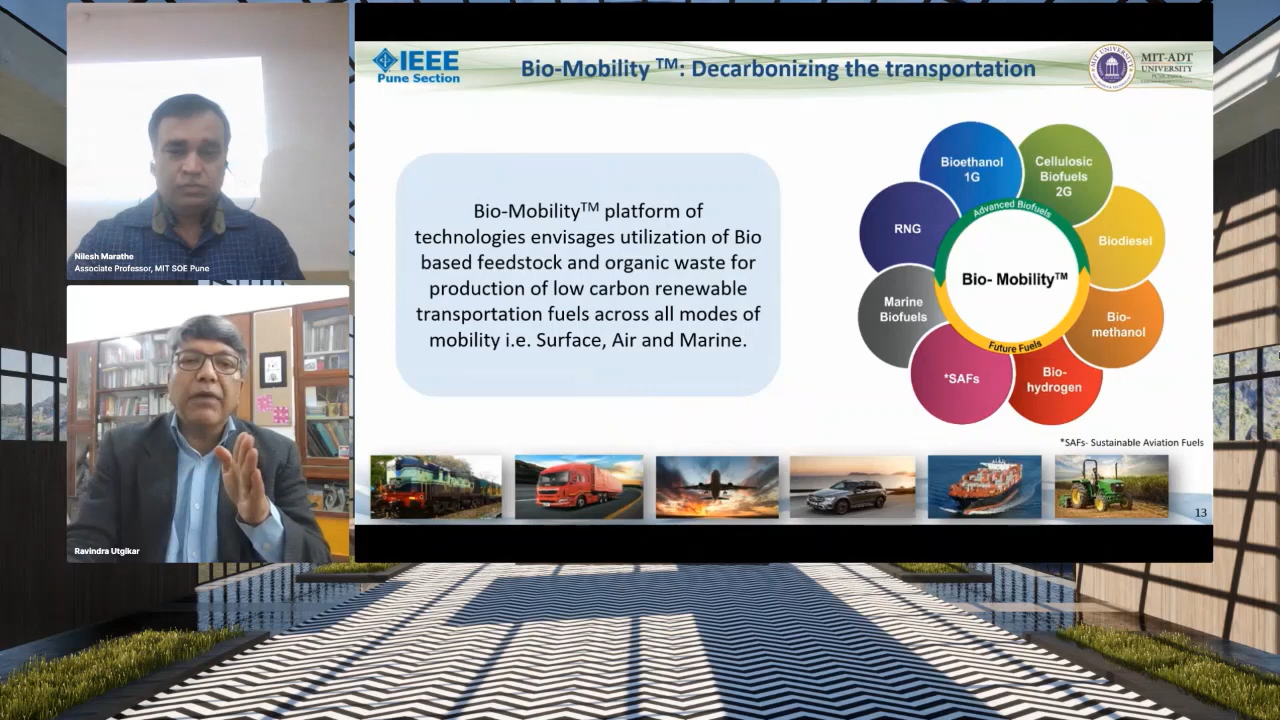 Nilesh Marathe
Associate Professor, MIT SOE Pune
Ravindra Utgikar
IEEE
Pune Section
Bio-Mobility ™: Decarbonizing the transportation
MIT-ADT
UNIVERSITY
Bio-Mobility™ platform of
technologies envisages utilization of Bio
based feedstock and organic waste for
production of low carbon renewable
transportation fuels across all modes of
mobility i.e. Surface, Air and Marine.
Bioethanol
1G
Cellulosic
Biofuels
2G
Biodiesel
Bio-
methanol
Bio-
hydrogen
*SAFs
Marine
Biofuels
RNG
Advanced Biofuels
Bio- Mobility™
Future Fuels
*SAFs- Sustainable Aviation Fuels
13